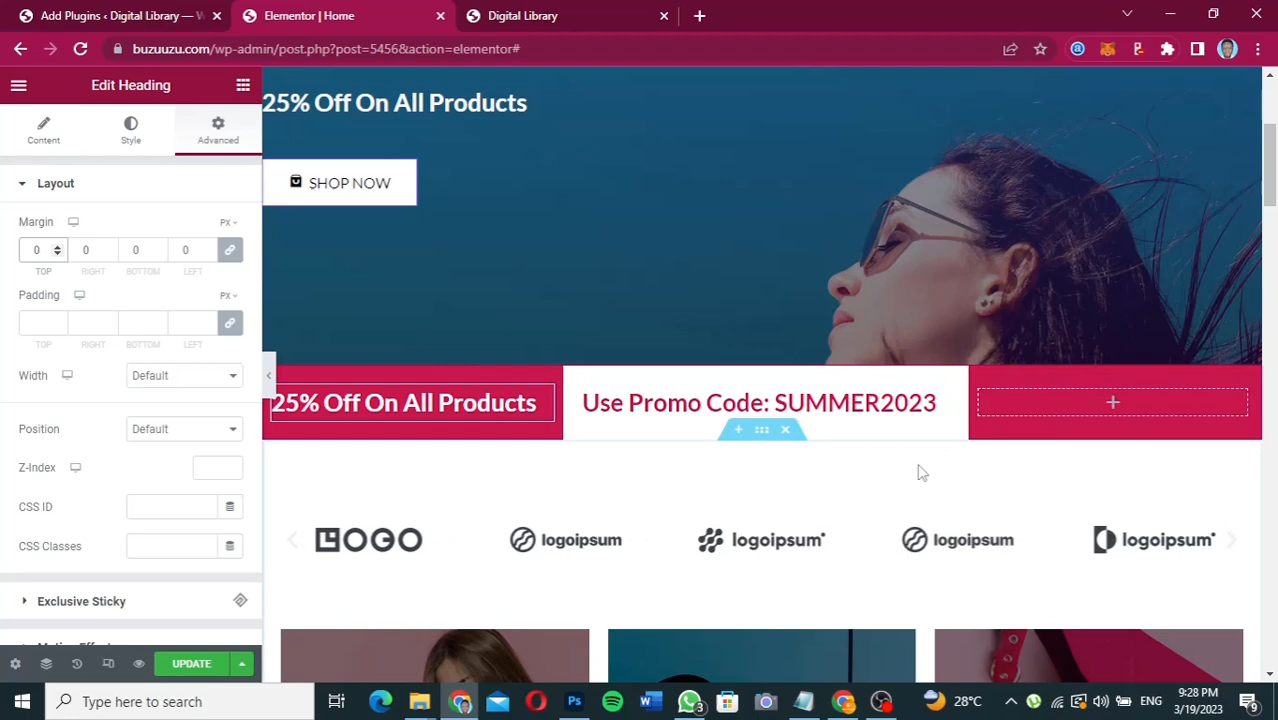 Add Plugins ‹ Digital Library — W
Elementor | Home
Digital Library
buzuuzu.com/wp-admin/post.php?post=5456&action=elementor#
Edit Heading
Content
Style
Advanced
Layout
Margin
PX
0
0
0
0
TOP
RIGHT
BOTTOM
LEFT
Padding
PX
TOP
RIGHT
BOTTOM
LEFT
Width
Default
Position
Default
Z-Index
CSS ID
CSS Classes
Exclusive Sticky
Motion Effects
UPDATE
25% Off On All Products
SHOP NOW
25% Off On All Products
Use Promo Code: SUMMER2023
LOGO
logoipsum
logoipsum
logoipsum
logoipsum
Type here to search
3
28°C
ENG
9:28 PM
3/19/2023
9